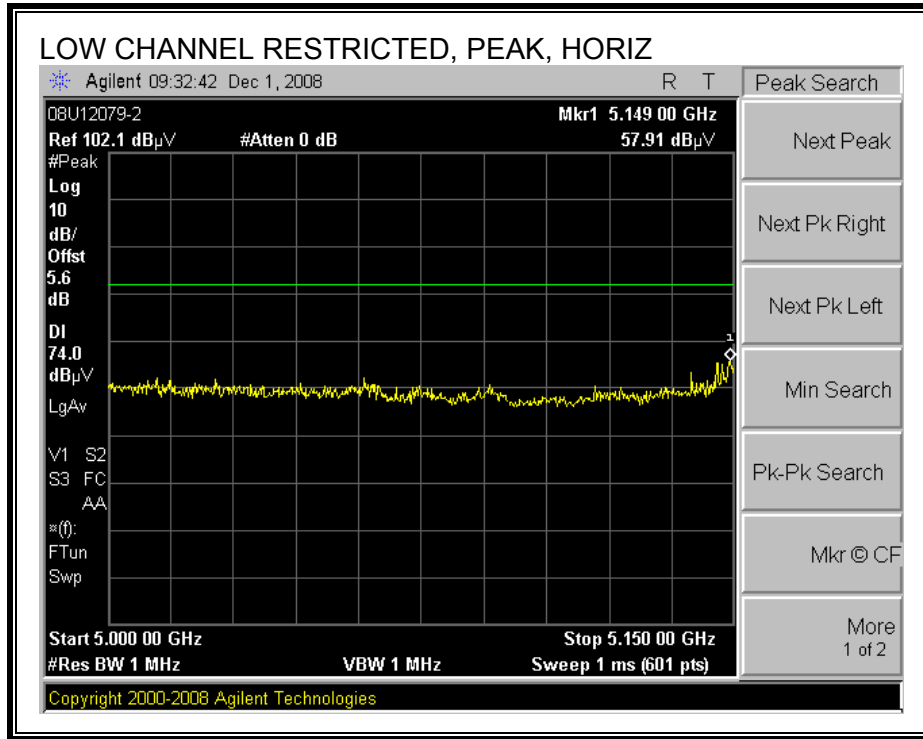 LOW CHANNEL RESTRICTED, PEAK, HORIZ
Agilent 09:32:42 Dec 1, 2008 R T
Peak Search
08U12079-2 Mkr1 5.149 00 GHz
Ref 102.1 dBµV #Atten 0 dB 57.91 dBµV
#Peak
Log
10
dB/
Offst
5.6
dB
DI
74.0
dBµV
LgAv
V1 S2
S3 FC
AA
¤(f):
FTun
Swp
1
Start 5.000 00 GHz Stop 5.150 00 GHz
#Res BW 1 MHz VBW 1 MHz Sweep 1 ms (601 pts)
Next Peak
Next Pk Right
Next Pk Left
Min Search
Pk-Pk Search
Mkr © CF
More
1 of 2
Copyright 2000-2008 Agilent Technologies